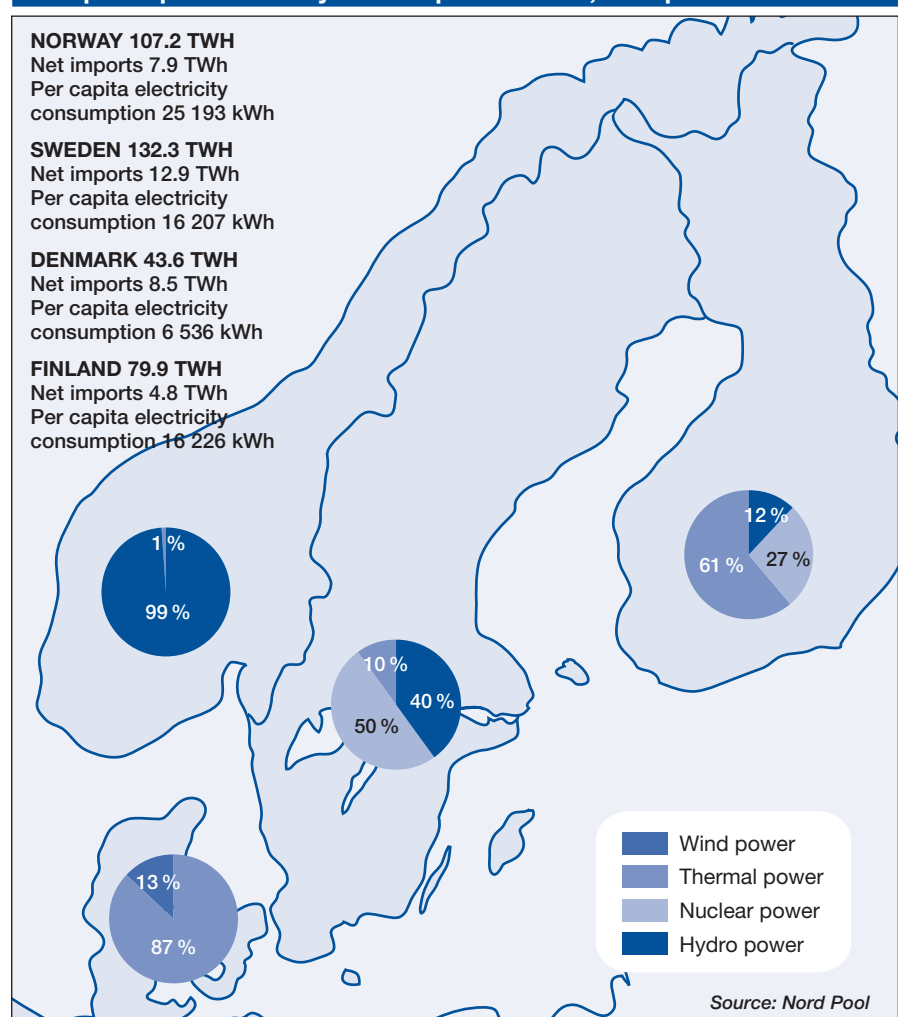 NORWAY 107.2 TWH
Net imports 7.9 TWh
Per capita electricity
consumption 25 193 kWh
SWEDEN 132.3 TWH
Net imports 12.9 TWh
Per capita electricity
consumption 16 207 kWh
DENMARK 43.6 TWH
Net imports 8.5 TWh
Per capita electricity
consumption 6 536 kWh
FINLAND 79.9 TWH
Net imports 4.8 TWh
Per capita electricity
consumption 16 226 kWh
1 %
99 %
12 %
27 %
61 %
10 %
40 %
50 %
13 %
87 %
Wind power
Thermal power
Nuclear power
Hydro power
Source: Nord Pool